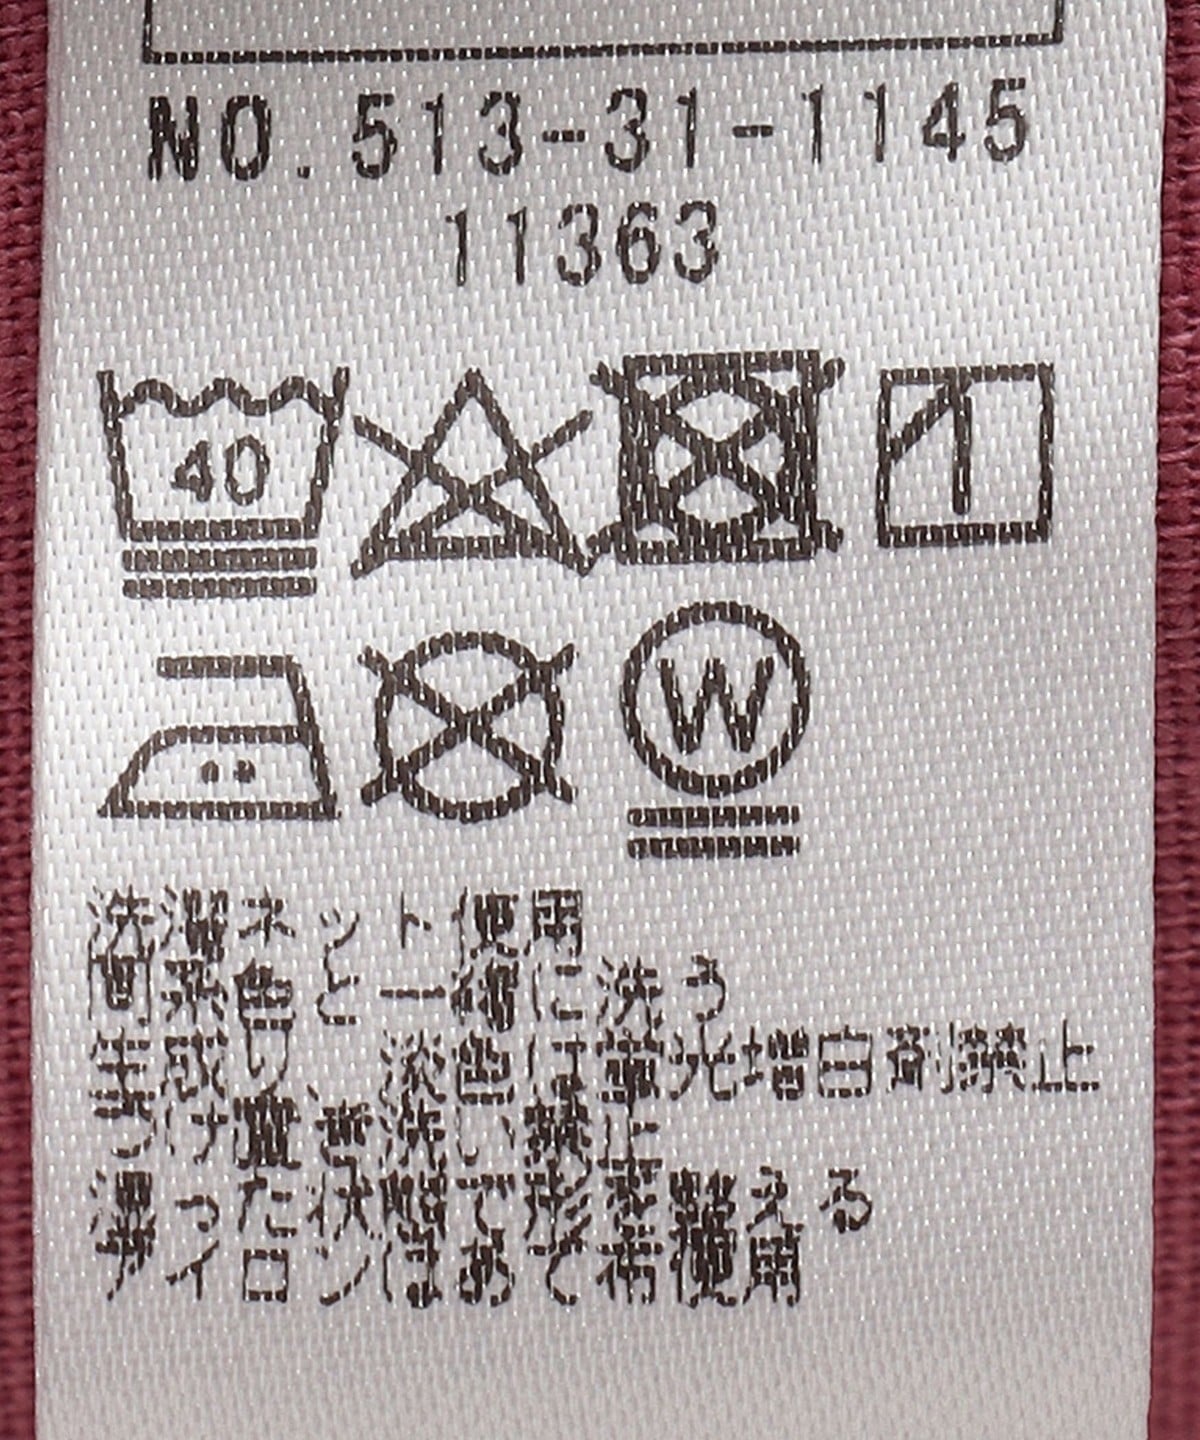 NO.513-31-1145
11363
40
W
洗濯ネット使用
同系色と一緒に洗う
生成り、淡色は蛍光増白剤禁止
つけ置き洗い禁止
濡った状態で形を整える
アイロンはあて布使用